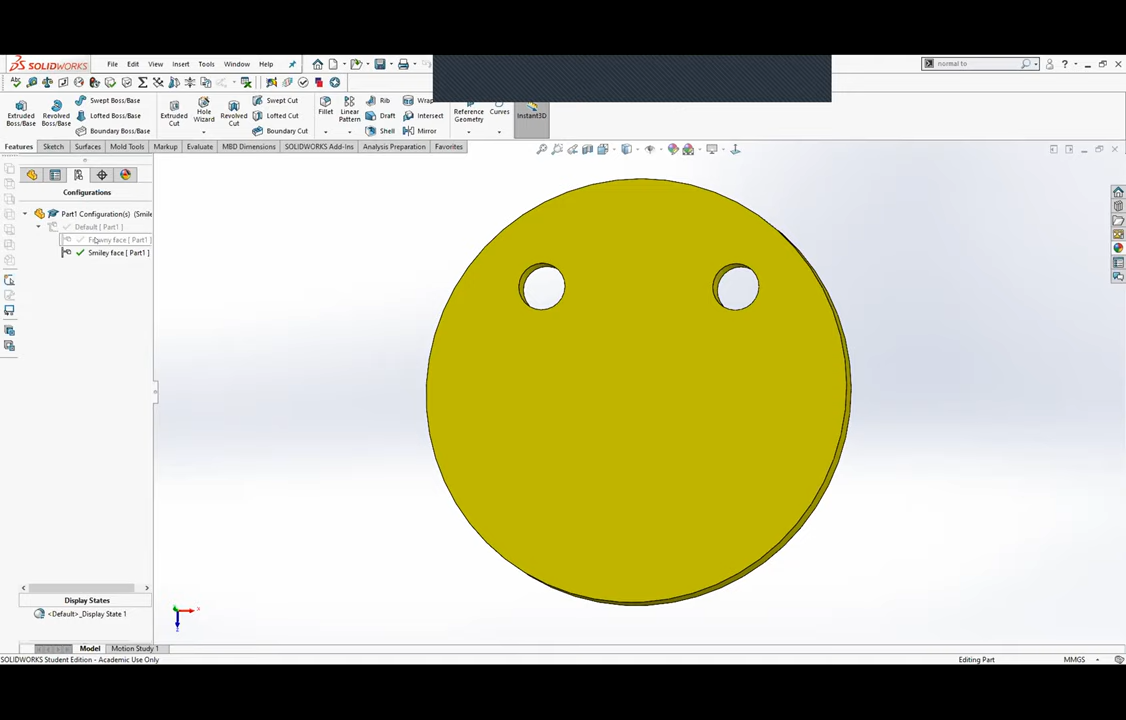 SOLIDWORKS File Edit View Insert Tools Window Help normal to
Extruded Boss/Base Revolved Boss/Base Swept Boss/Base Lofted Boss/Base Boundary Boss/Base Extruded Cut Hole Wizard Revolved Cut Swept Cut Lofted Cut Boundary Cut Fillet Linear Pattern Rib Draft Shell Wrap Intersect Mirror Reference Geometry Curves Instant3D
Features Sketch Mold Tools Surfaces Markup Evaluate MBD Dimensions SOLIDWORKS Add-Ins Analysis Preparation Favorites
Configurations
Part1 Configuration(s) (Smile
Default [ Part1 ]
Frowny face [ Part1 ]
Smiley face [ Part1 ]
Display States
<Default>_Display State 1
Model Motion Study 1
SOLIDWORKS Student Edition - Academic Use Only Editing Part MMGS